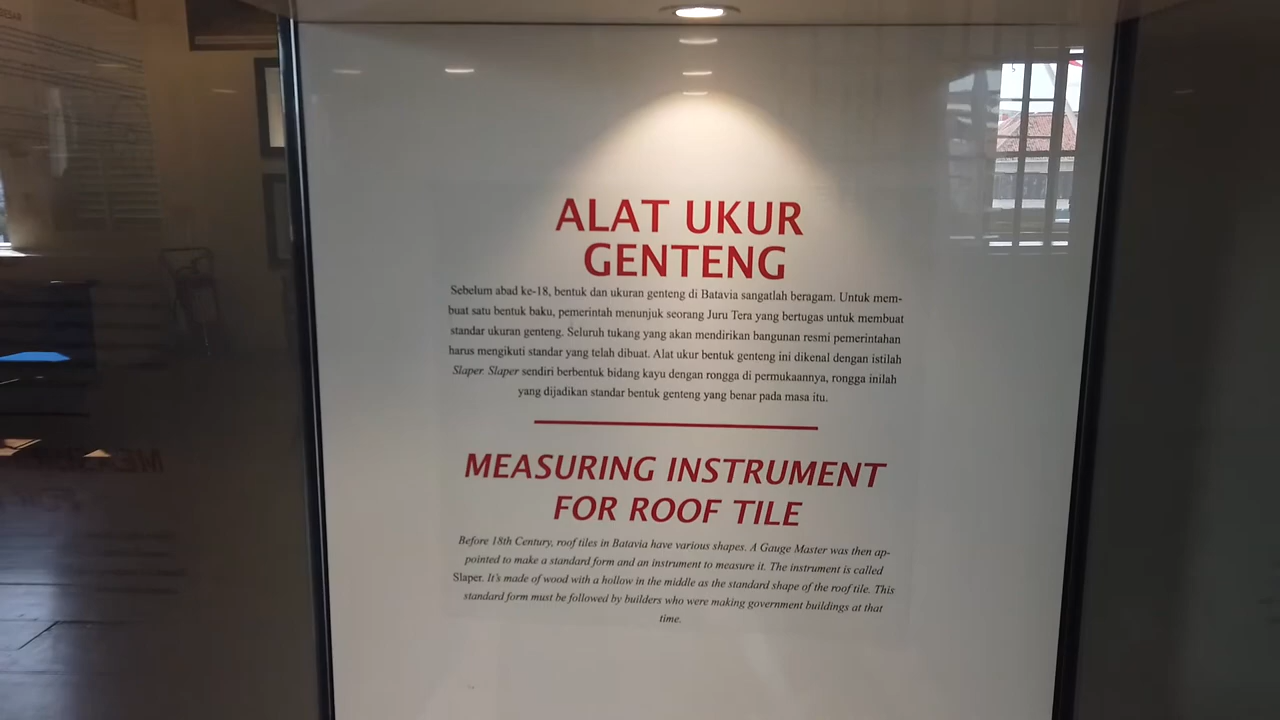 ALAT UKUR
GENTENG
Sebelum abad ke-18, bentuk dan ukuran genteng di Batavia sangatlah beragam. Untuk mem-
buat satu bentuk baku, pemerintah menunjuk seorang Juru Tera yang bertugas untuk membuat
standar ukuran genteng. Seluruh tukang yang akan mendirikan bangunan resmi pemerintahan
harus mengikuti standar yang telah dibuat. Alat ukur bentuk genteng ini dikenal dengan istilah
Slaper. Slaper sendiri berbentuk bidang kayu dengan rongga di permukaannya, rongga inilah
yang dijadikan standar bentuk genteng yang benar pada masa itu.
MEASURING INSTRUMENT
FOR ROOF TILE
Before 18th Century, roof tiles in Batavia have various shapes. A Gauge Master was then ap-
pointed to make a standard form and an instrument to measure it. The instrument is called
Slaper. It's made of wood with a hollow in the middle as the standard shape of the roof tile. This
standard form must be followed by builders who were making government buildings at that
time.